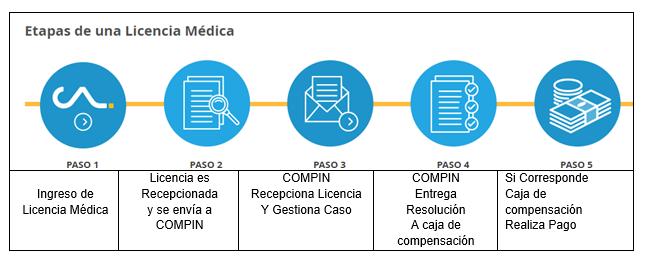 Etapas de una Licencia Médica
PASO 1
PASO 2
PASO 3
PASO 4
PASO 5
Ingreso de
Licencia Médica
Licencia es
Recepcionada
y se envía a
COMPIN
COMPIN
Recepciona Licencia
Y Gestiona Caso
COMPIN
Entrega
Resolución
A caja de
compensación
Si Corresponde
Caja de
compensación
Realiza Pago